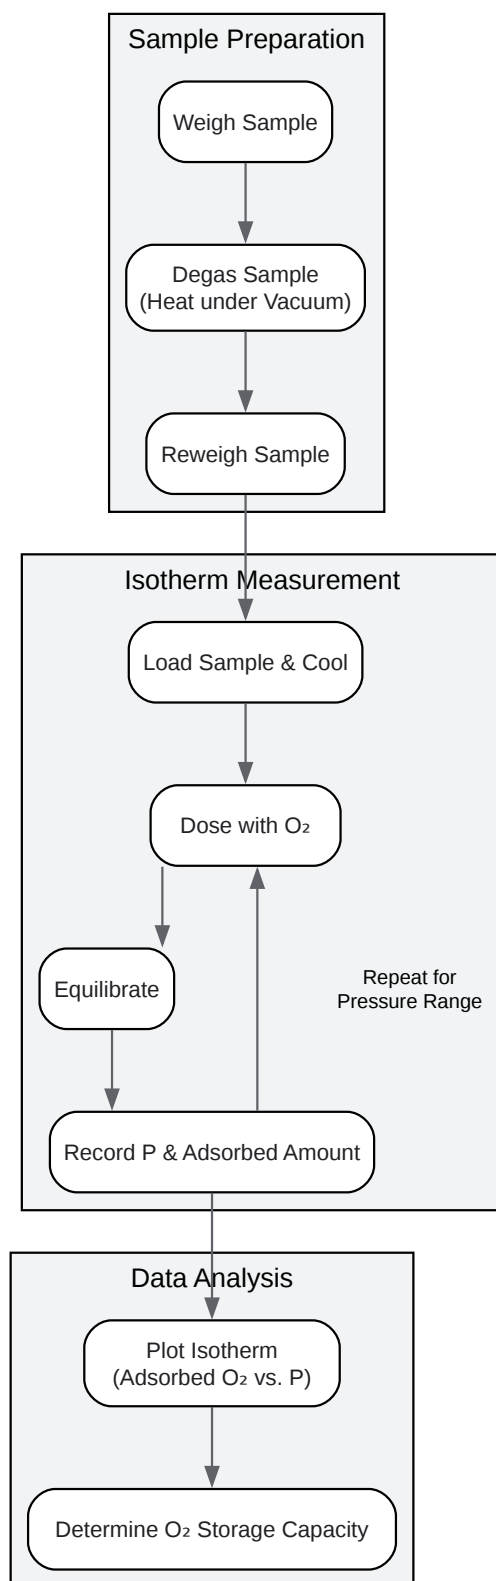 Sample Preparation
Weigh Sample
Degas Sample
(Heat under Vacuum)
Reweigh Sample
Isotherm Measurement
Load Sample & Cool
Dose with O₂
Equilibrate
Repeat for
Pressure Range
Record P & Adsorbed Amount
Data Analysis
Plot Isotherm
(Adsorbed O₂ vs. P)
Determine O₂ Storage Capacity